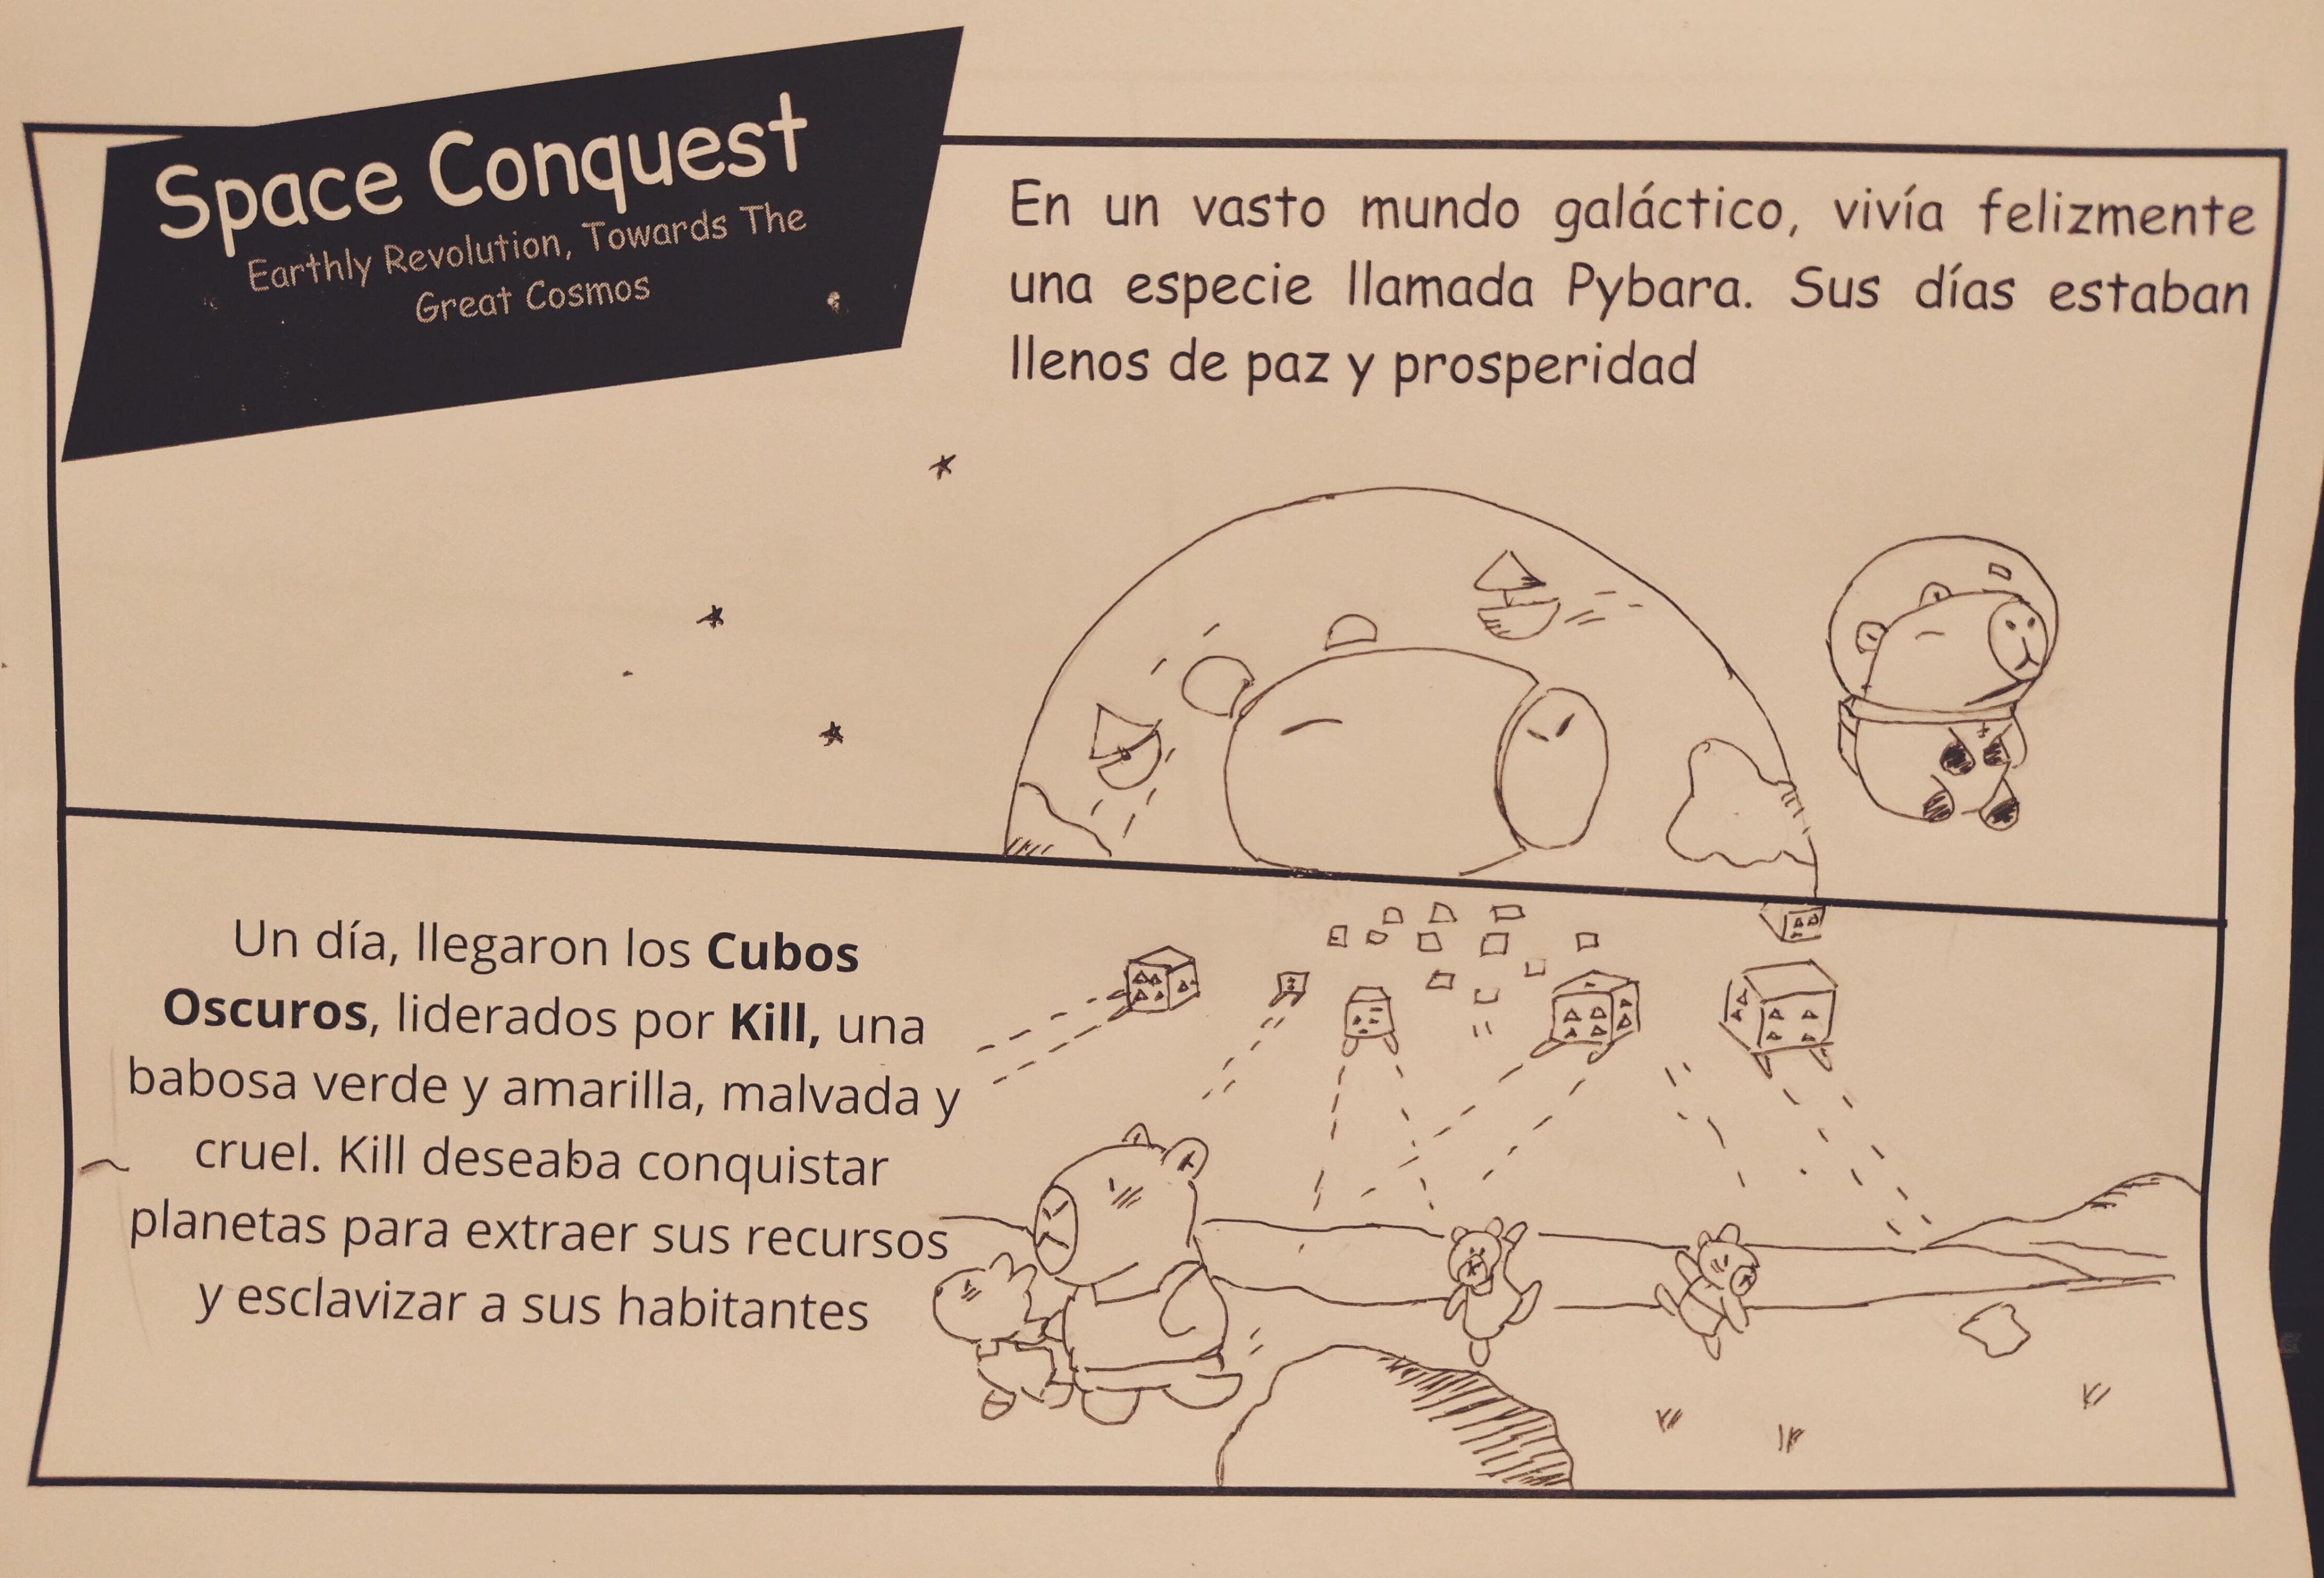 Space Conquest
Earthly Revolution, Towards The
Great Cosmos
En un vasto mundo galáctico, vivía felizmente
una especie llamada Pybara. Sus días estaban
llenos de paz y prosperidad
Un día, llegaron los Cubos
Oscuros, liderados por Kill, una
babosa verde y amarilla, malvada y
cruel. Kill deseaba conquistar
planetas para extraer sus recursos
y esclavizar a sus habitantes